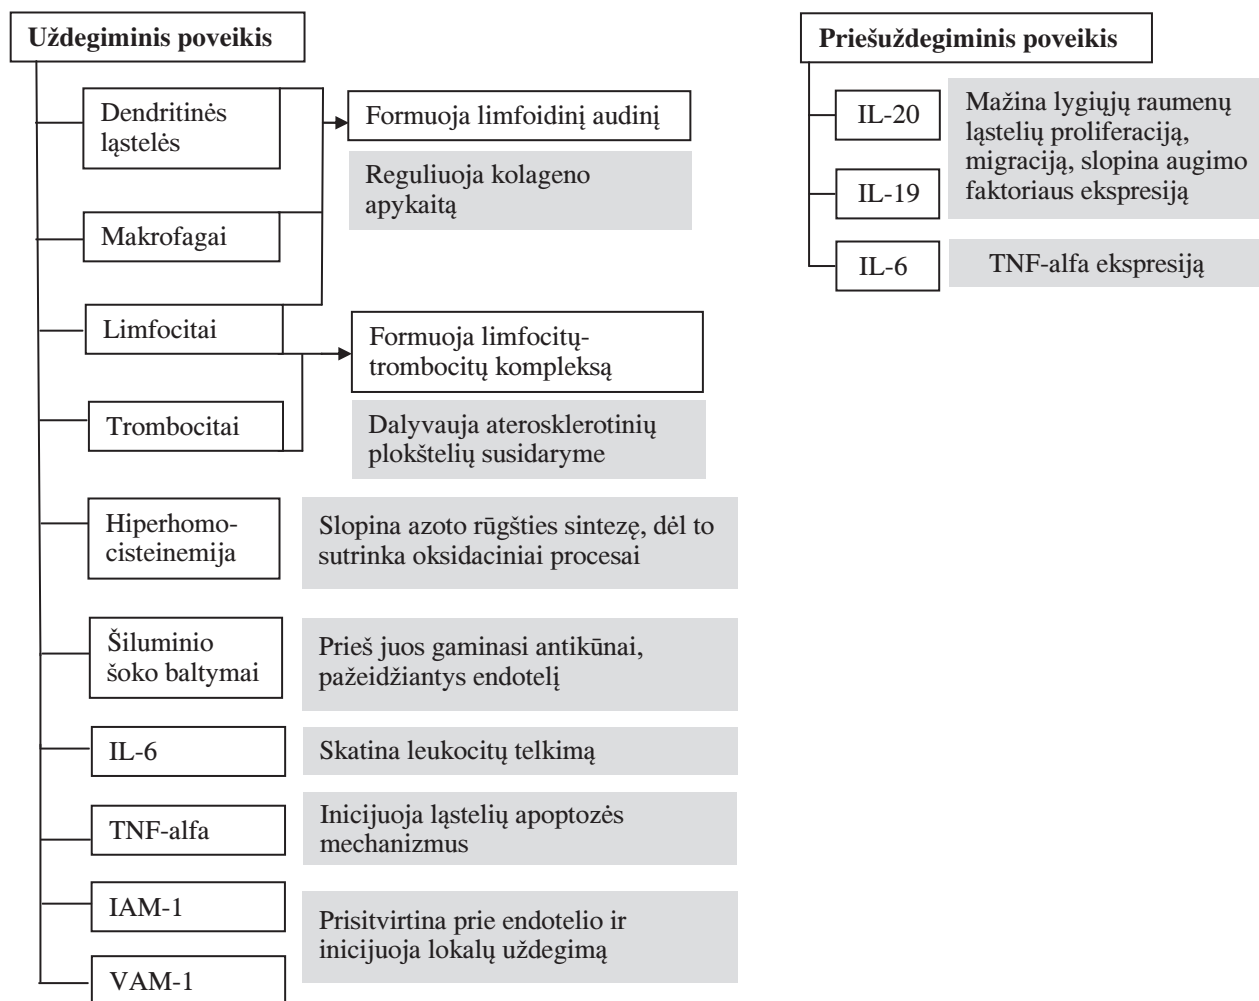 Uždegiminis poveikis
Dendritinės
ląstelės
Formuoja limfoidinį audinį
Reguliuoja kolageno
apykaitą
Makrofagai
Limfocitai
Formuoja limfocitų-
trombocitų kompleksą
Trombocitai
Dalyvauja aterosklerotinių
plokštelių susidaryme
Hiperhomo-
cisteinemija
Slopina azoto rūgšties sintezę, dėl to
sutrinka oksidaciniai procesai
Šiluminio
šoko baltymai
Prieš juos gaminasi antikūnai,
pažeidžiantys endotelį
IL-6
Skatina leukocitų telkimą
TNF-alfa
Inicijuoja ląstelių apoptozės
mechanizmus
IAM-1
Prisitvirtina prie endotelio ir
inicijuoja lokalų uždegimą
VAM-1
Priešuždegiminis poveikis
IL-20
Mažina lygiųjų raumenų
ląstelių proliferaciją,
migraciją, slopina augimo
faktoriaus ekspresiją
IL-19
IL-6
TNF-alfa ekspresiją